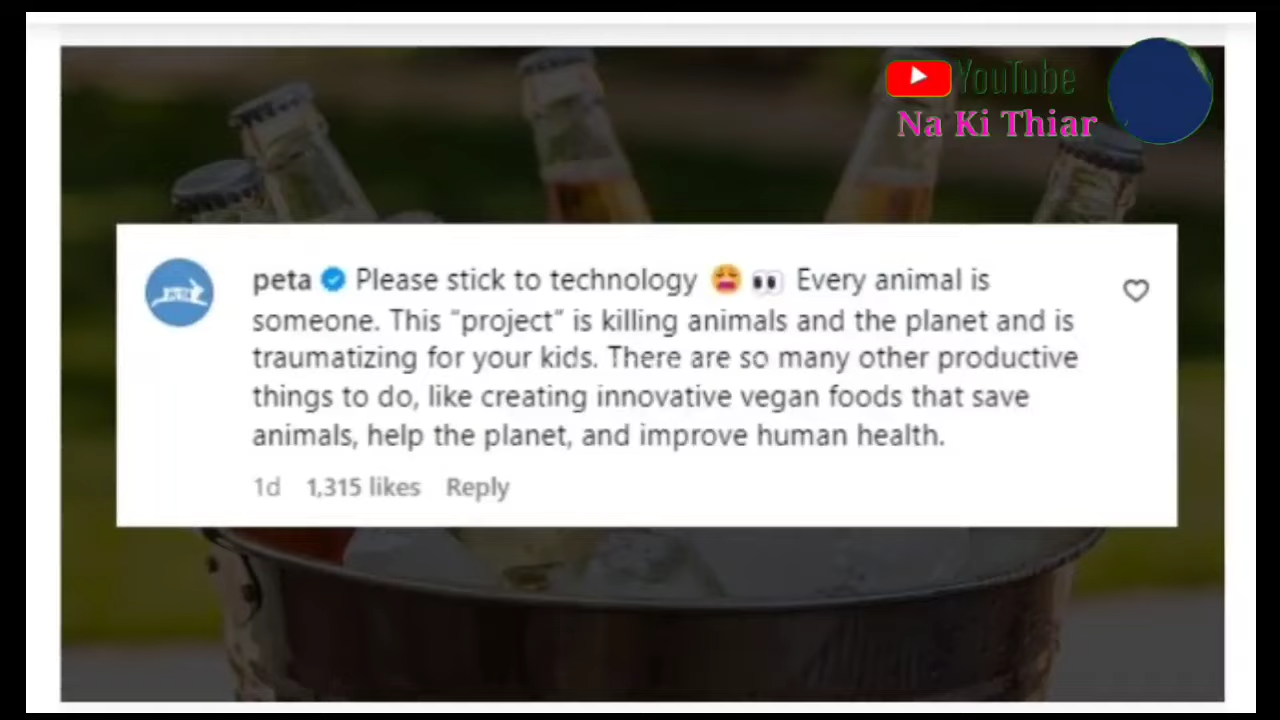 YouTube
Na Ki Thiar
peta Please stick to technology 😩 👀 Every animal is
someone. This “project” is killing animals and the planet and is
traumatizing for your kids. There are so many other productive
things to do, like creating innovative vegan foods that save
animals, help the planet, and improve human health.
1d 1,315 likes Reply